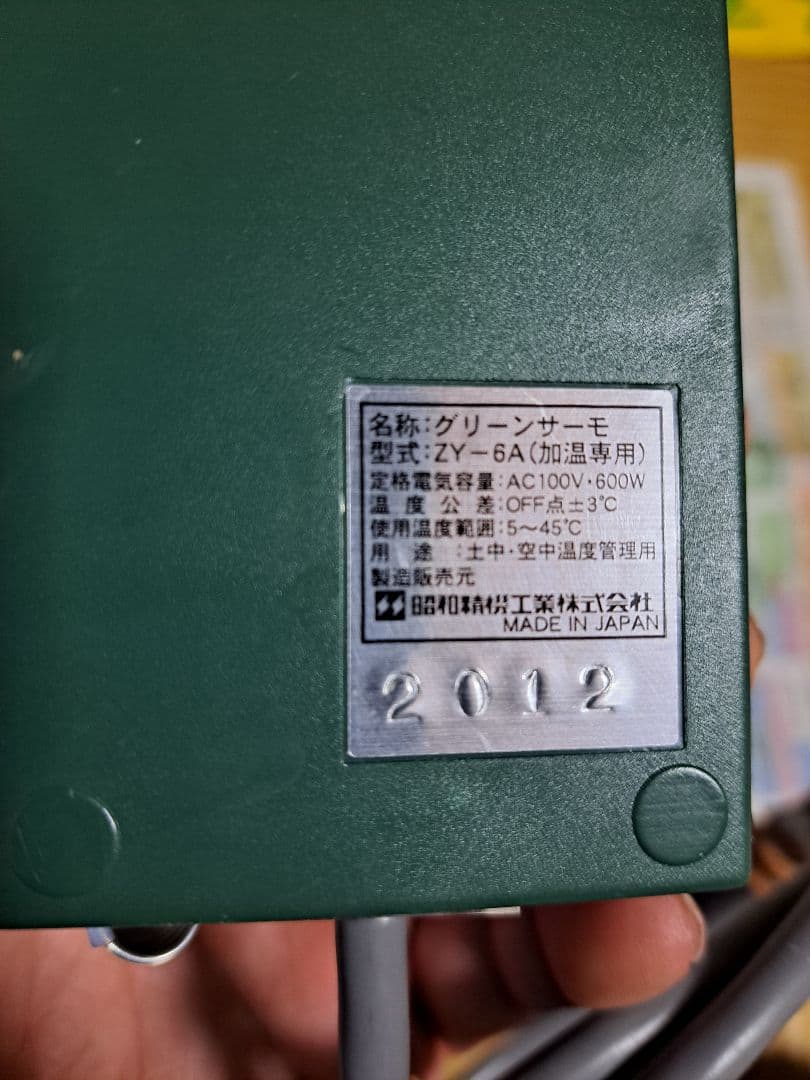 名称:グリーンサーモ
型式:ZY-6A(加温専用)
定格電気容量:AC100V・600W
温度公差:OFF点±3℃
使用温度範囲:5〜45℃
用途:土中・空中温度管理用
製造販売元
昭和精機工業株式会社
MADE IN JAPAN
2012